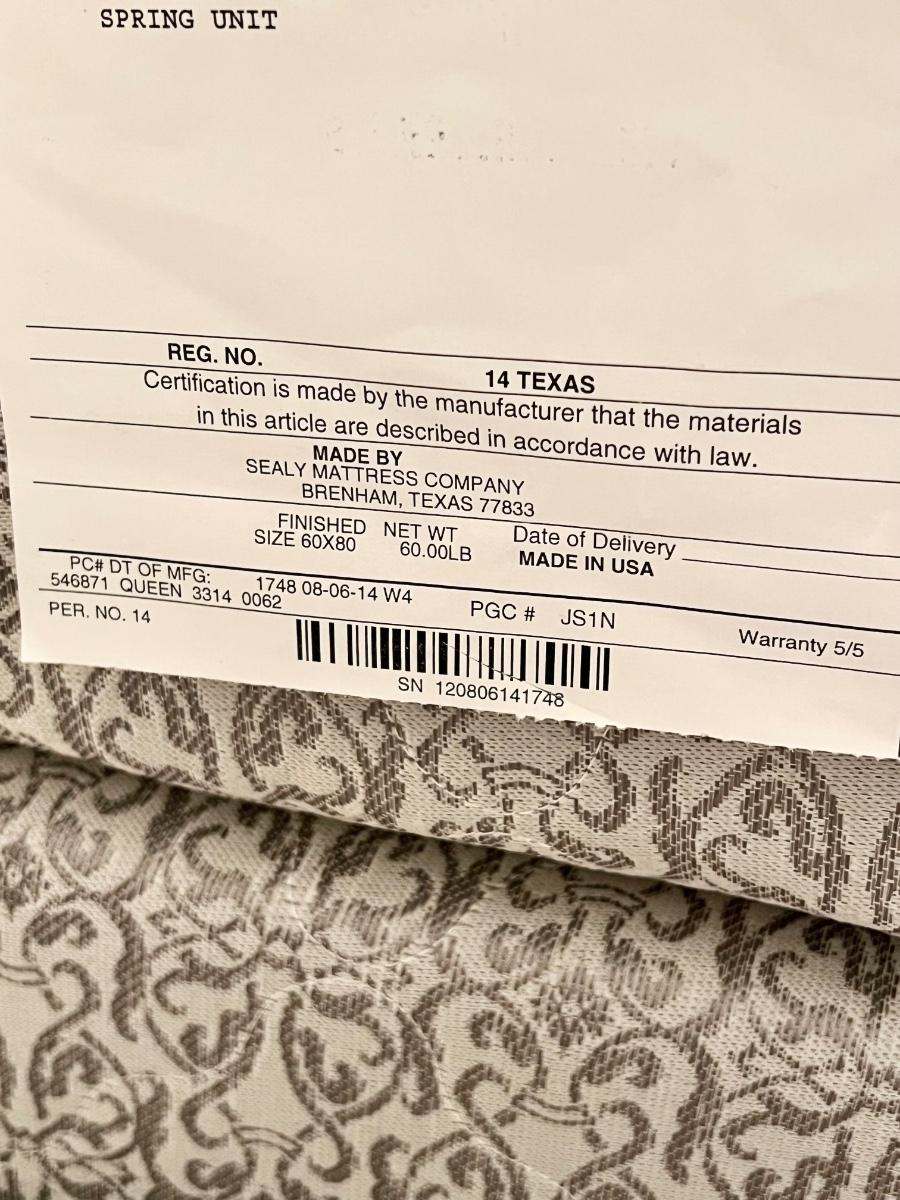 SPRING UNIT
REG. NO. 14 TEXAS
Certification is made by the manufacturer that the materials
in this article are described in accordance with law.
MADE BY
SEALY MATTRESS COMPANY
BRENHAM, TEXAS 77833
FINISHED NET WT Date of Delivery
SIZE 60X80 60.00LB MADE IN USA
PC# DT OF MFG: 1748 08-06-14 W4 PGC # JS1N Warranty 5/5
546871 QUEEN 3314 0062
PER. NO. 14
SN 120806141748